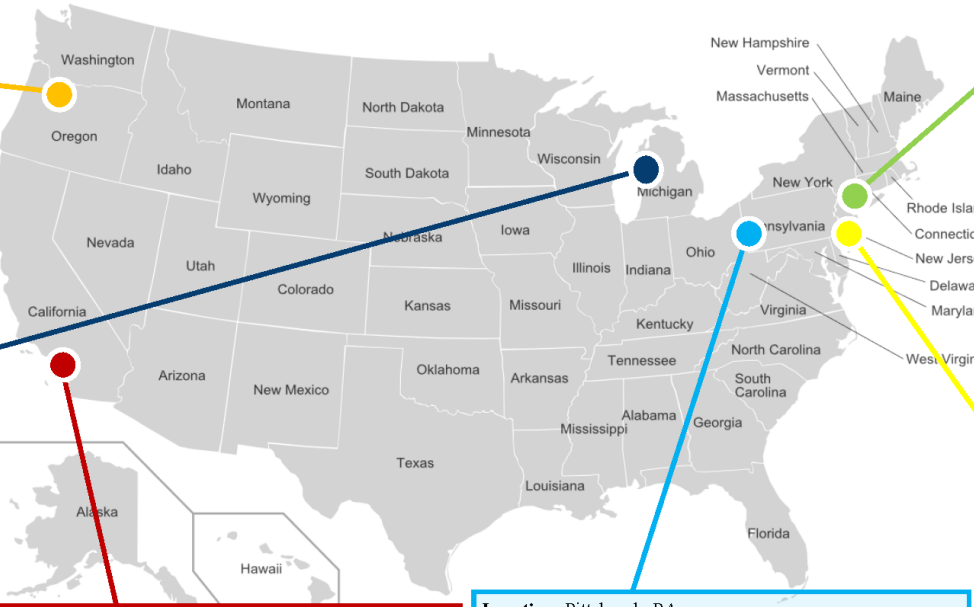 New Hampshire
Washington
Vermont
Massachusetts
Maine
Montana
North Dakota
Minnesota
Oregon
Wisconsin
Idaho
South Dakota
New York
Michigan
Wyoming
Rhode Islar
nsylvania
Iowa
Connectic
Nebraska
Nevada
Ohio
New Jers
Utah
Illinois
Indiana
Colorado
Delawa
Kansas
Missouri
Virginia
Marylar
California
Kentucky
North Carolina
West Virgin
Tennessee
Oklahoma
Arizona
Arkansas
South
Carolina
New Mexico
Alabama
Georgia
Mississippi
Texas
Louisiana
Alaska
Florida
Hawaii